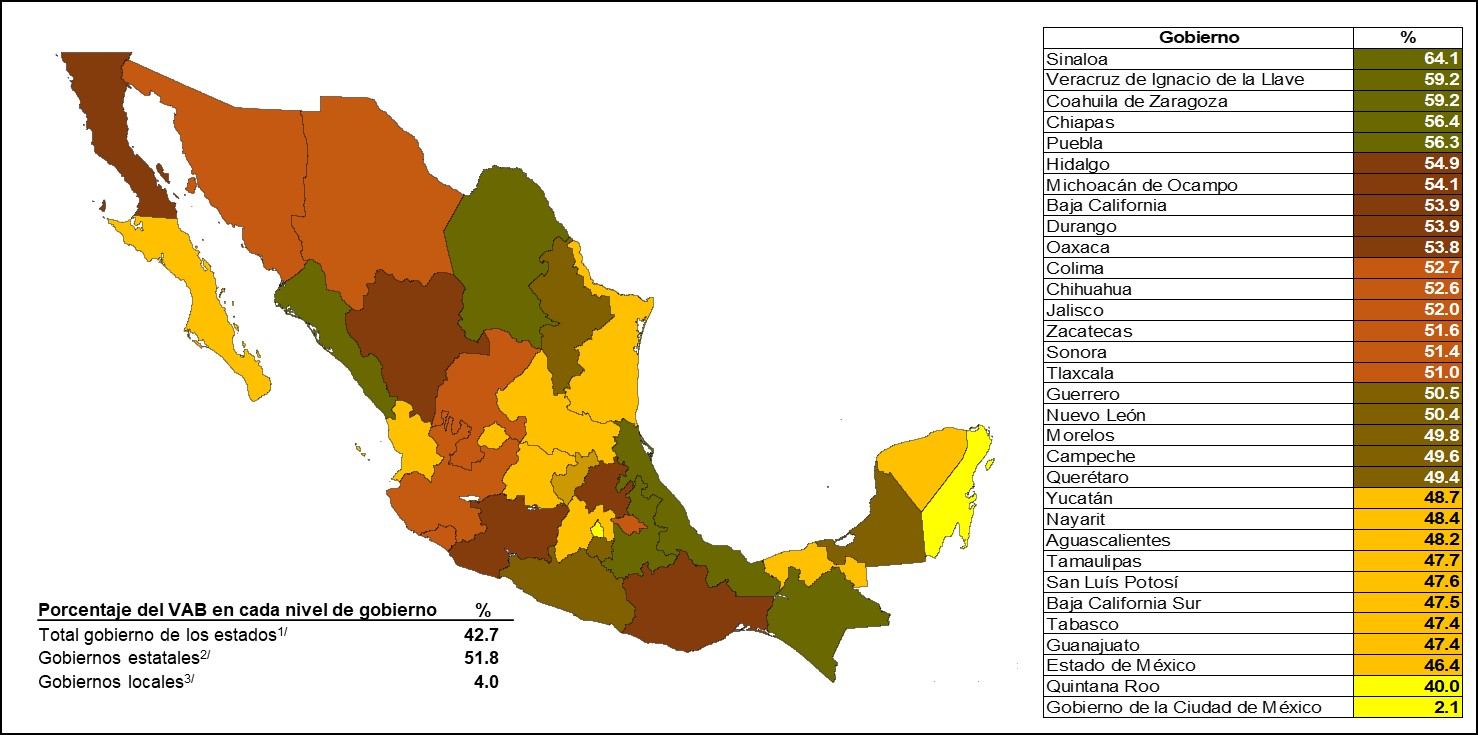 Gobierno %
Sinaloa 64.1
Veracruz de Ignacio de la Llave 59.2
Coahuila de Zaragoza 59.2
Chiapas 56.4
Puebla 56.3
Hidalgo 54.9
Michoacán de Ocampo 54.1
Baja California 53.9
Durango 53.9
Oaxaca 53.8
Colima 52.7
Chihuahua 52.6
Jalisco 52.0
Zacatecas 51.6
Sonora 51.4
Tlaxcala 51.0
Guerrero 50.5
Nuevo León 50.4
Morelos 49.8
Campeche 49.6
Querétaro 49.4
Yucatán 48.7
Nayarit 48.4
Aguascalientes 48.2
Tamaulipas 47.7
San Luís Potosí 47.6
Baja California Sur 47.5
Tabasco 47.4
Guanajuato 47.4
Estado de México 46.4
Quintana Roo 40.0
Gobierno de la Ciudad de México 2.1
Porcentaje del VAB en cada nivel de gobierno %
Total gobierno de los estados1/ 42.7
Gobiernos estatales2/ 51.8
Gobiernos locales3/ 4.0